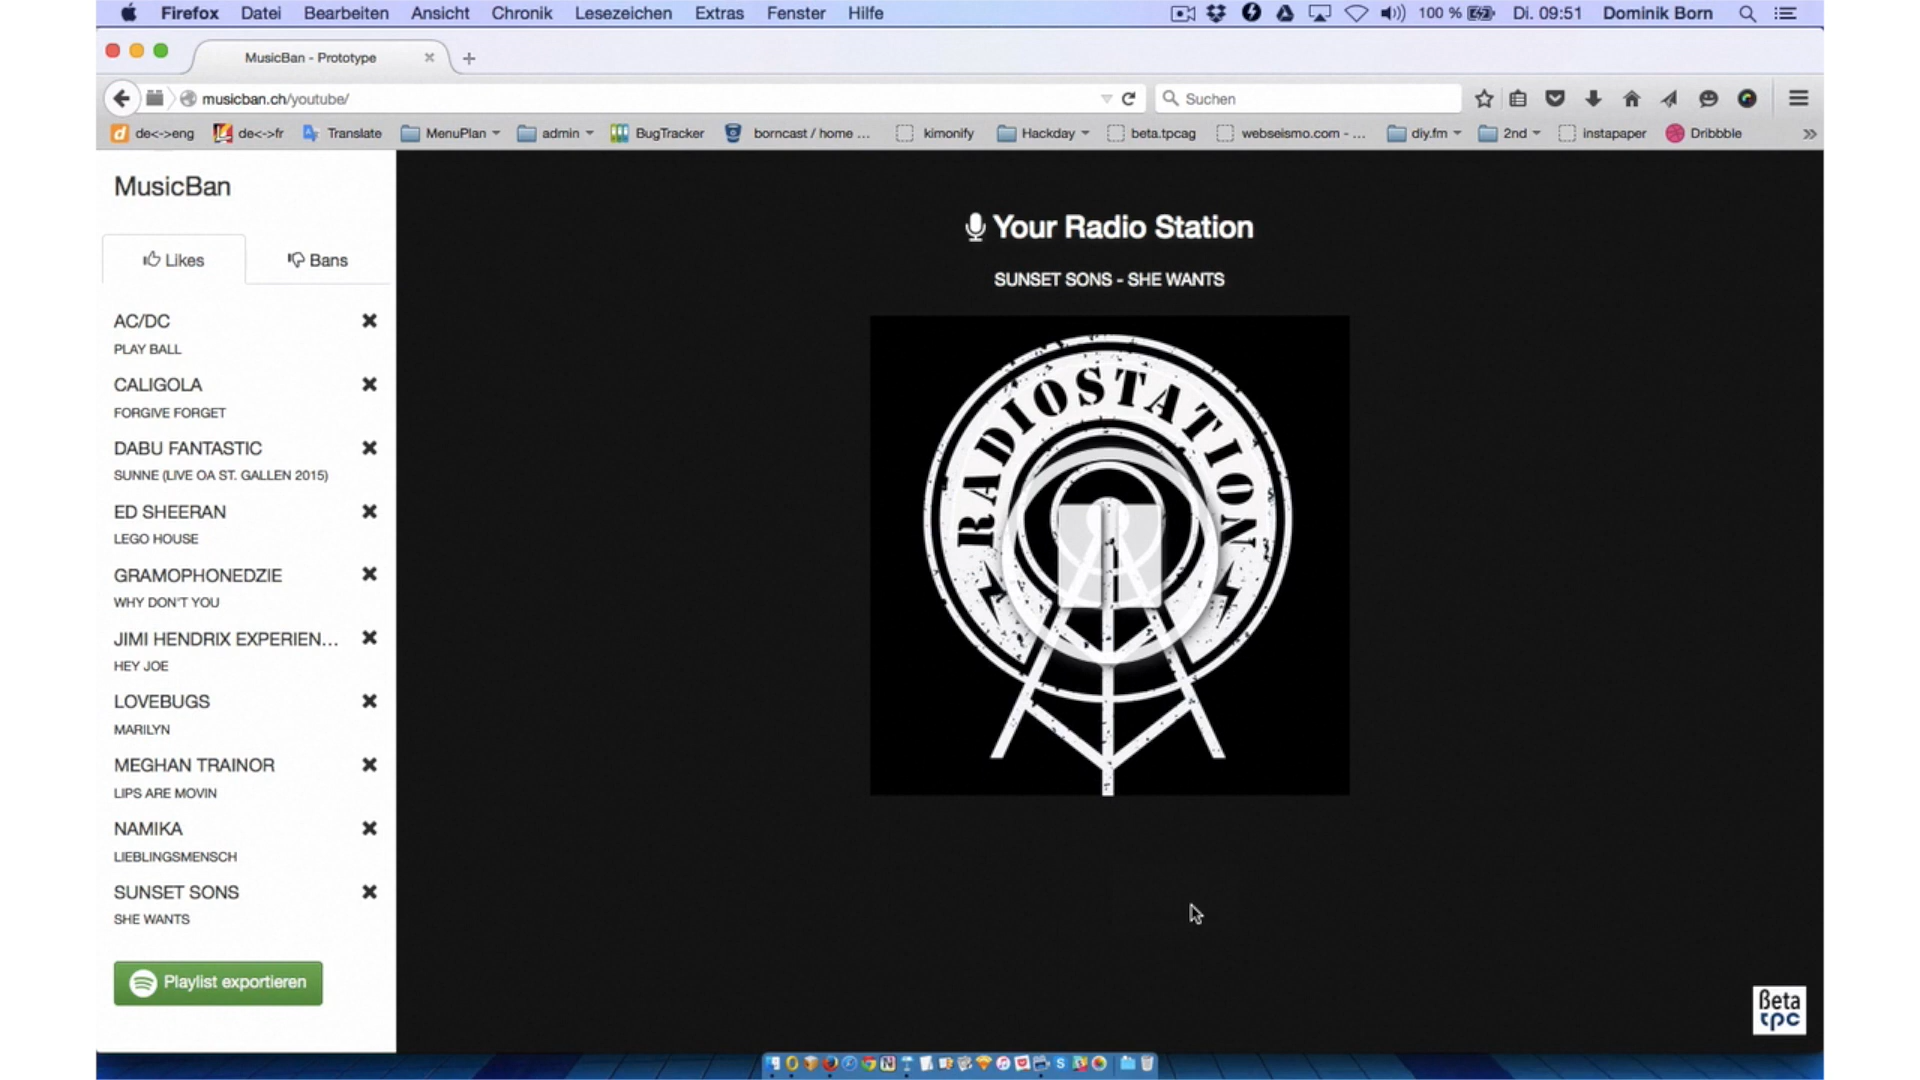 Firefox Datei Bearbeiten Ansicht Chronik Lesezeichen Extras Fenster Hilfe 100 % Di. 09:51 Dominik Born
MusicBan - Prototype
musicban.ch/youtube/ Suchen
de<->eng de<->fr Translate MenuPlan admin BugTracker borncast / home ... kimonify Hackday beta.tpcag webseismo.com - ... diy.fm 2nd instapaper Dribbble
MusicBan
Likes Bans
AC/DC
PLAY BALL
CALIGOLA
FORGIVE FORGET
DABU FANTASTIC
SUNNE (LIVE OA ST. GALLEN 2015)
ED SHEERAN
LEGO HOUSE
GRAMOPHONEDZIE
WHY DON'T YOU
JIMI HENDRIX EXPERIEN...
HEY JOE
LOVEBUGS
MARILYN
MEGHAN TRAINOR
LIPS ARE MOVIN
NAMIKA
LIEBLINGSMENSCH
SUNSET SONS
SHE WANTS
Playlist exportieren
Your Radio Station
SUNSET SONS - SHE WANTS
RADIOSTATION
βeta
tpc